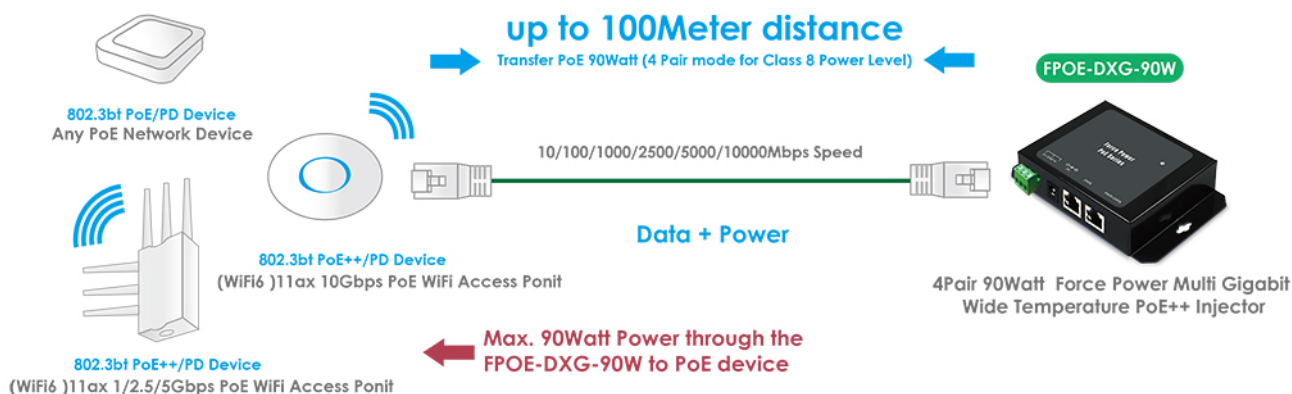 up to 100Meter distance
Transfer PoE 90Watt (4 Pair mode for Class 8 Power Level)
FPOE-DXG-90W
802.3bt PoE/PD Device
Any PoE Network Device
10/100/1000/2500/5000/10000Mbps Speed
Force Power
PoE Series
Data + Power
802.3bt PoE++/PD Device
(WiFi6 )11ax 10Gbps PoE WiFi Access Ponit
4Pair 90Watt Force Power Multi Gigabit
Wide Temperature PoE++ Injector
Max. 90Watt Power through the
FPOE-DXG-90W to PoE device
802.3bt PoE++/PD Device
(WiFi6 )11ax 1/2.5/5Gbps PoE WiFi Access Ponit